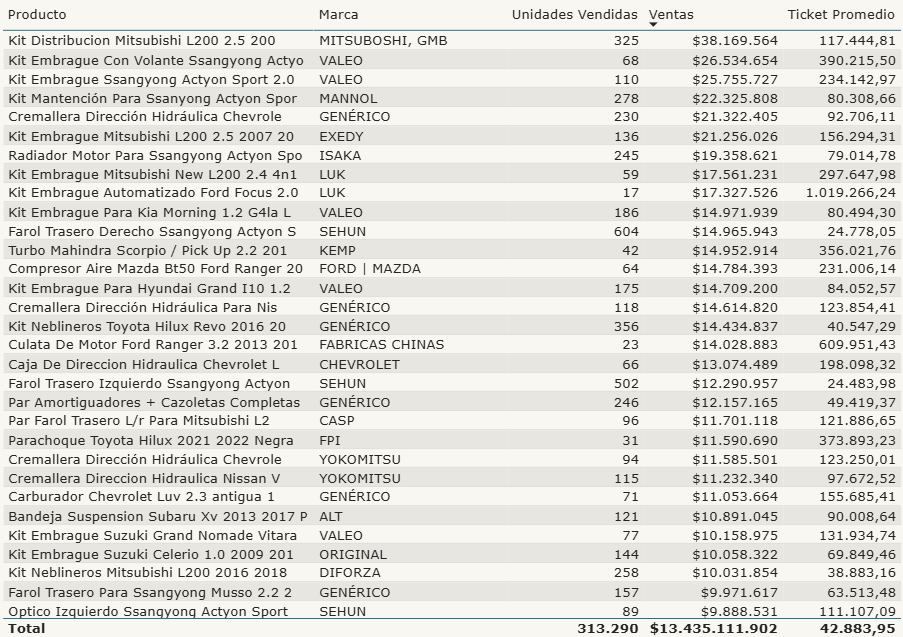 Producto Marca Unidades Vendidas Ventas Ticket Promedio
Kit Distribucion Mitsubishi L200 2.5 200 MITSUBOSHI, GMB 325 $38.169.564 117.444,81
Kit Embrague Con Volante Ssangyong Actyo VALEO 68 $26.534.654 390.215,50
Kit Embrague Ssangyong Actyon Sport 2.0 VALEO 110 $25.755.727 234.142,97
Kit Mantención Para Ssanyong Actyon Spor MANNOL 278 $22.325.808 80.308,66
Cremallera Dirección Hidráulica Chevrole GENÉRICO 230 $21.322.405 92.706,11
Kit Embrague Mitsubishi L200 2.5 2007 20 EXEDY 136 $21.256.026 156.294,31
Radiador Motor Para Ssangyong Actyon Spo ISAKA 245 $19.358.621 79.014,78
Kit Embrague Mitsubishi New L200 2.4 4n1 LUK 59 $17.561.231 297.647,98
Kit Embrague Automatizado Ford Focus 2.0 LUK 17 $17.327.526 1.019.266,24
Kit Embrague Para Kia Morning 1.2 G4la L VALEO 186 $14.971.939 80.494,30
Farol Trasero Derecho Ssangyong Actyon S SEHUN 604 $14.965.943 24.778,05
Turbo Mahindra Scorpio / Pick Up 2.2 201 KEMP 42 $14.952.914 356.021,76
Compresor Aire Mazda Bt50 Ford Ranger 20 FORD | MAZDA 64 $14.784.393 231.006,14
Kit Embrague Para Hyundai Grand I10 1.2 VALEO 175 $14.709.200 84.052,57
Cremallera Dirección Hidráulica Para Nis GENÉRICO 118 $14.614.820 123.854,41
Kit Neblineros Toyota Hilux Revo 2016 20 GENÉRICO 356 $14.434.837 40.547,29
Culata De Motor Ford Ranger 3.2 2013 201 FABRICAS CHINAS 23 $14.028.883 609.951,43
Caja De Direccion Hidraulica Chevrolet L CHEVROLET 66 $13.074.489 198.098,32
Farol Trasero Izquierdo Ssangyong Actyon SEHUN 502 $12.290.957 24.483,98
Par Amortiguadores + Cazoletas Completas GENÉRICO 246 $12.157.165 49.419,37
Par Farol Trasero L/r Para Mitsubishi L2 CASP 96 $11.701.118 121.886,65
Parachoque Toyota Hilux 2021 2022 Negra FPI 31 $11.590.690 373.893,23
Cremallera Dirección Hidráulica Chevrole YOKOMITSU 94 $11.585.501 123.250,01
Cremallera Direccion Hidraulica Nissan V YOKOMITSU 115 $11.232.340 97.672,52
Carburador Chevrolet Luv 2.3 antigua 1 GENÉRICO 71 $11.053.664 155.685,41
Bandeja Suspension Subaru Xv 2013 2017 P ALT 121 $10.891.045 90.008,64
Kit Embrague Suzuki Grand Nomade Vitara VALEO 77 $10.158.975 131.934,74
Kit Embrague Suzuki Celerio 1.0 2009 201 ORIGINAL 144 $10.058.322 69.849,46
Kit Neblineros Mitsubishi L200 2016 2018 DIFORZA 258 $10.031.854 38.883,16
Farol Trasero Para Ssangyong Musso 2.2 2 GENÉRICO 157 $9.971.617 63.513,48
Optico Izquierdo Ssangyong Actyon Sport SEHUN 89 $9.888.531 111.107,09
Total 313.290 $13.435.111.902 42.883,95